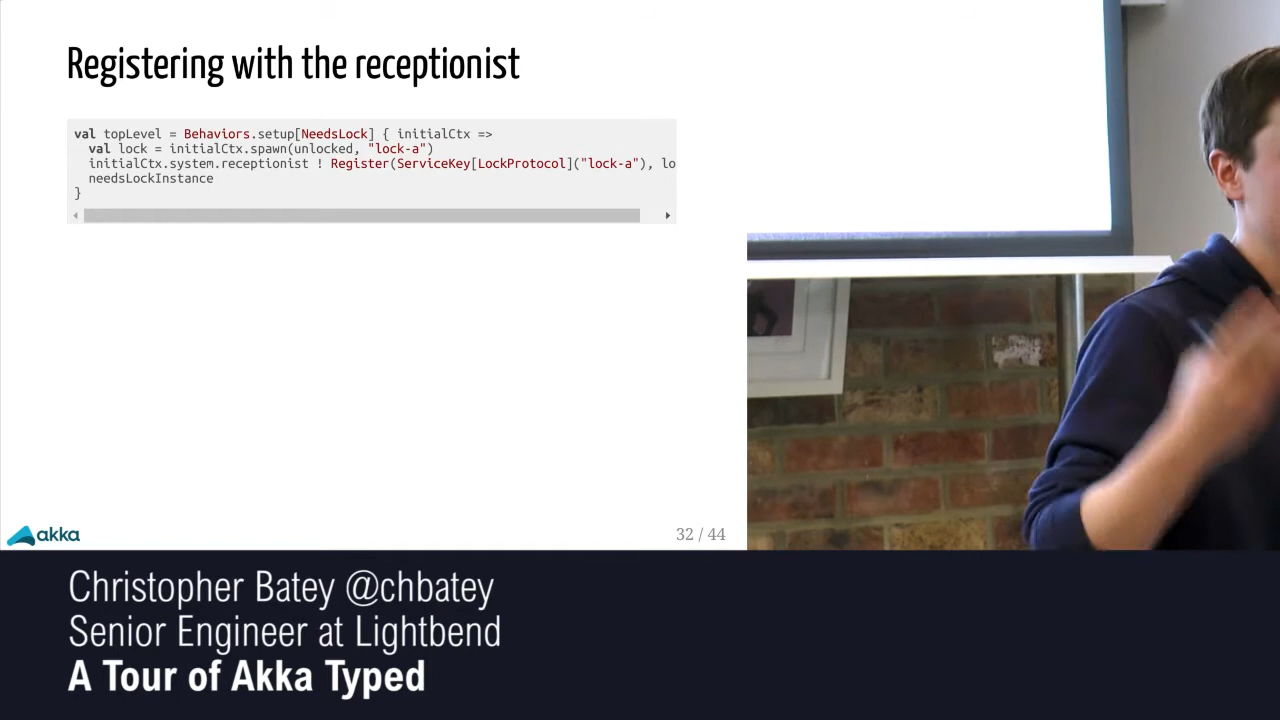 Registering with the receptionist
val topLevel = Behaviors.setup[NeedsLock] { initialCtx =>
val lock = initialCtx.spawn(unlocked, "lock-a")
initialCtx.system.receptionist ! Register(ServiceKey[LockProtocol]("lock-a"), lo
needsLockInstance
}
akka
32 / 44
Christopher Batey @chbatey
Senior Engineer at Lightbend
A Tour of Akka Typed